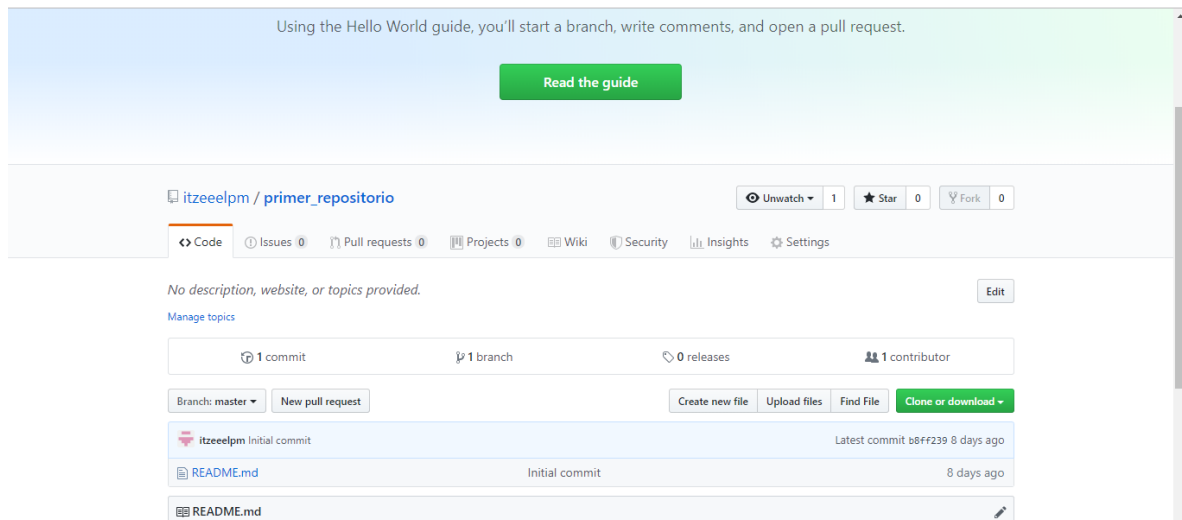 Using the Hello World guide, you'll start a branch, write comments, and open a pull request.
Read the guide
itzeeelpm / primer_repositorio
Unwatch 1 Star 0 Fork 0
Code Issues 0 Pull requests 0 Projects 0 Wiki Security Insights Settings
No description, website, or topics provided. Edit
Manage topics
1 commit 1 branch 0 releases 1 contributor
Branch: master New pull request Create new file Upload files Find File Clone or download
itzeeelpm Initial commit Latest commit b8ff239 8 days ago
README.md Initial commit 8 days ago
README.md